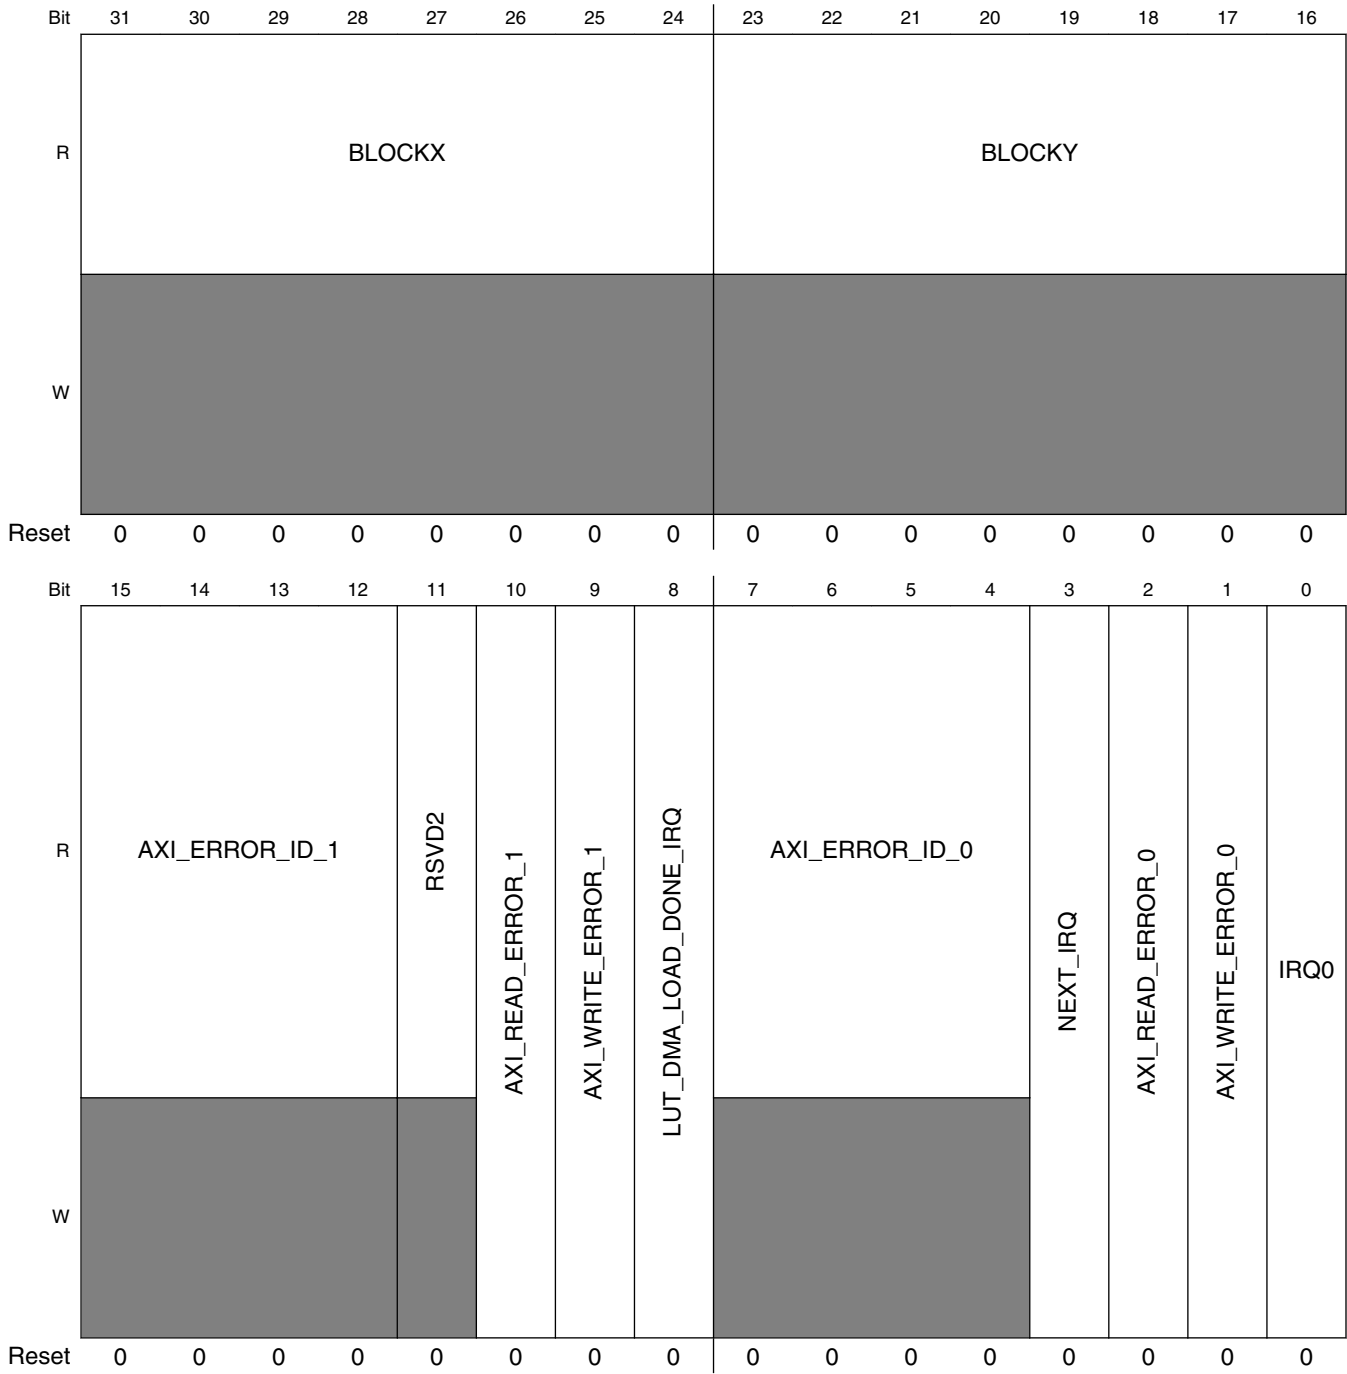 Bit 31 30 29 28 27 26 25 24 23 22 21 20 19 18 17 16
R BLOCKX BLOCKY
W
Reset 0 0 0 0 0 0 0 0 0 0 0 0 0 0 0 0
Bit 15 14 13 12 11 10 9 8 7 6 5 4 3 2 1 0
R AXI_ERROR_ID_1 RSVD2 AXI_READ_ERROR_1 AXI_WRITE_ERROR_1 LUT_DMA_LOAD_DONE_IRQ AXI_ERROR_ID_0 NEXT_IRQ AXI_READ_ERROR_0 AXI_WRITE_ERROR_0 IRQ0
W
Reset 0 0 0 0 0 0 0 0 0 0 0 0 0 0 0 0